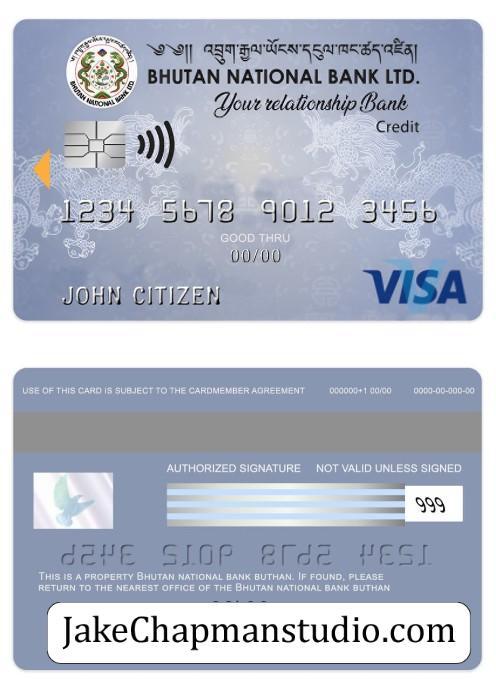 ༄༅།། འབྲུག་རྒྱལ་ཡོངས་དངུལ་ཁང་ཚད་འཛིན།
BHUTAN NATIONAL BANK LTD.
BHUTAN NATIONAL BANK LTD.
Your relationship Bank
Credit
1234 5678 9012 3456
GOOD THRU
00/00
JOHN CITIZEN
VISA
USE OF THIS CARD IS SUBJECT TO THE CARDMEMBER AGREEMENT 000000+1 00/00 0000-00-000-00
AUTHORIZED SIGNATURE NOT VALID UNLESS SIGNED
999
1234 5678 9012 3456
THIS IS A PROPERTY BHUTAN NATIONAL BANK BUTHAN. IF FOUND, PLEASE
RETURN TO THE NEAREST OFFICE OF THE BHUTAN NATIONAL BANK BUTHAN
JakeChapmanstudio.com